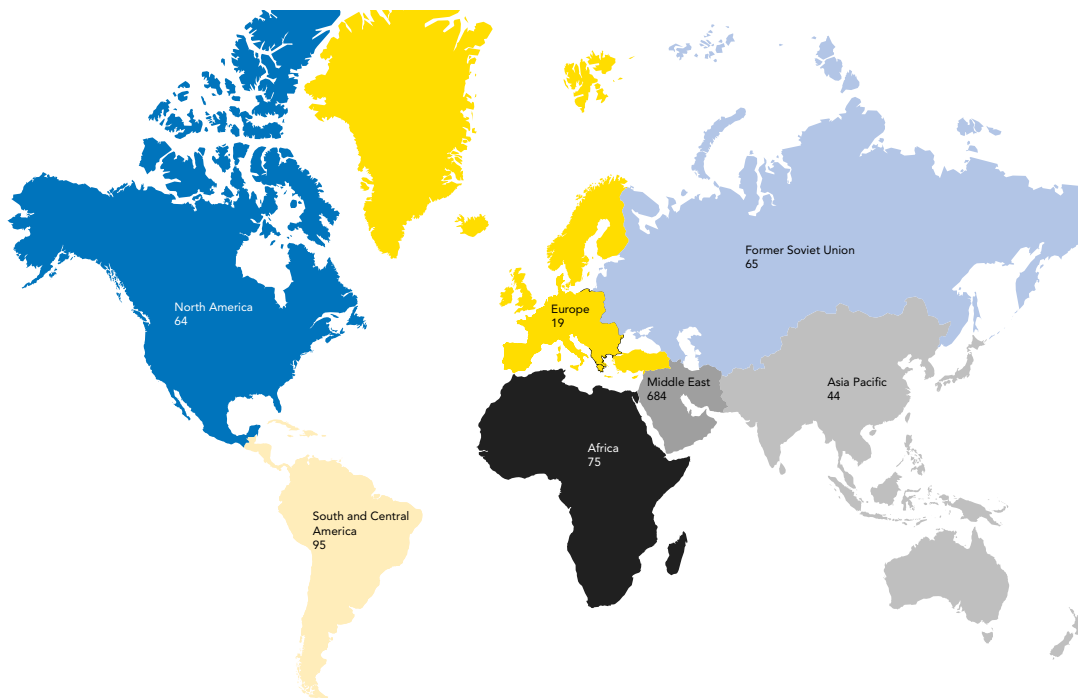 Former Soviet Union
65
North America
64
Europe
19
Middle East
684
Asia Pacific
44
Africa
75
South and Central
America
95